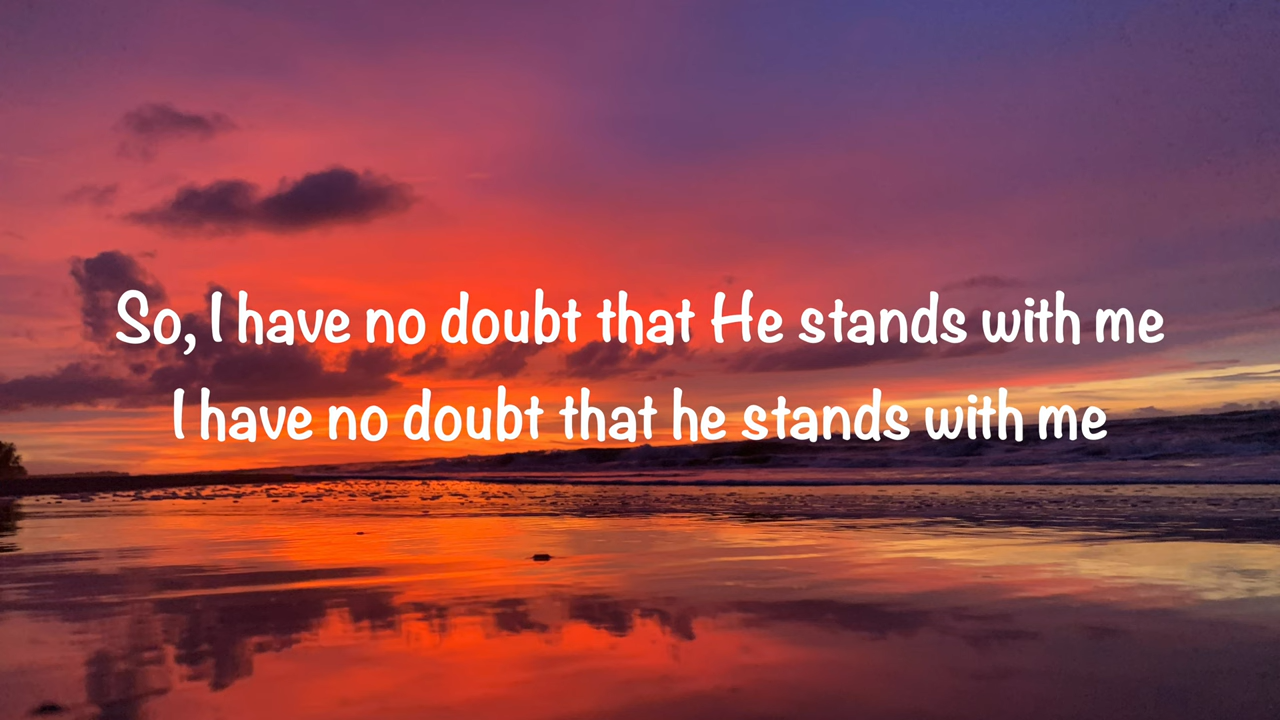 So, I have no doubt that He stands with me
I have no doubt that he stands with me